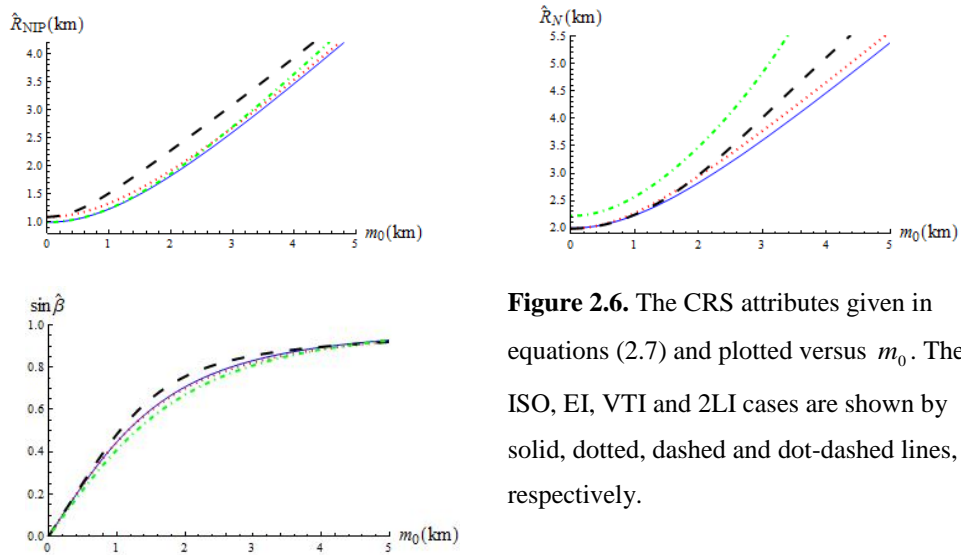 R̂NIP(km)
4.0
3.5
3.0
2.5
2.0
1.5
1.0
0 1 2 3 4 5 m0(km)
R̂N(km)
5.5
5.0
4.5
4.0
3.5
3.0
2.5
2.0
0 1 2 3 4 5 m0(km)
sin β̂
1.0
0.8
0.6
0.4
0.2
0.0
0 1 2 3 4 5 m0(km)
Figure 2.6. The CRS attributes given in
equations (2.7) and plotted versus m0. The
ISO, EI, VTI and 2LI cases are shown by
solid, dotted, dashed and dot-dashed lines,
respectively.